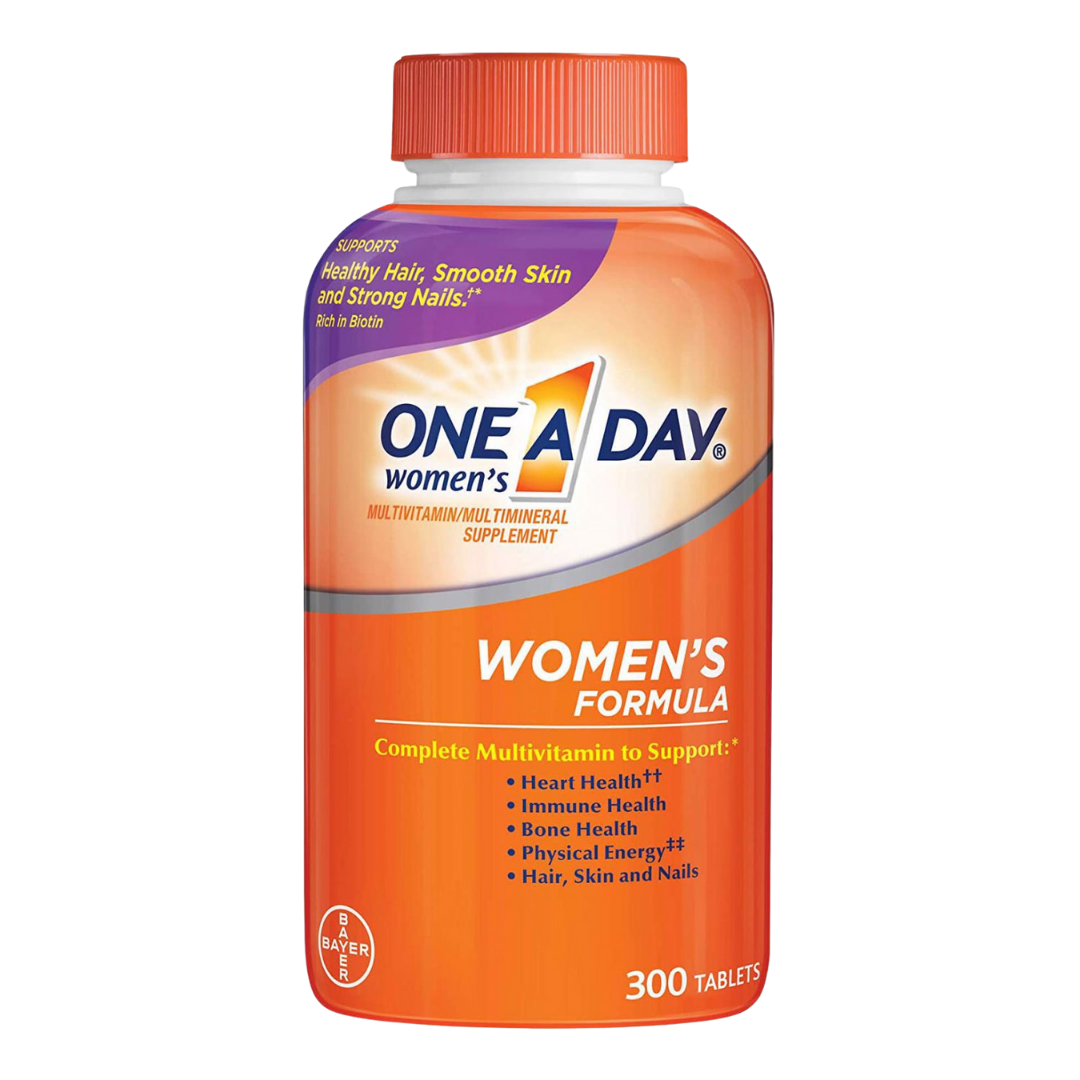 SUPPORTS
Healthy Hair, Smooth Skin
and Strong Nails.†*
Rich in Biotin
ONE A DAY®
women's
1
MULTIVITAMIN/MULTIMINERAL
SUPPLEMENT
WOMEN'S
FORMULA
Complete Multivitamin to Support:*
• Heart Health††
• Immune Health
• Bone Health
• Physical Energy‡‡
• Hair, Skin and Nails
BAYER
BAYER
300 TABLETS